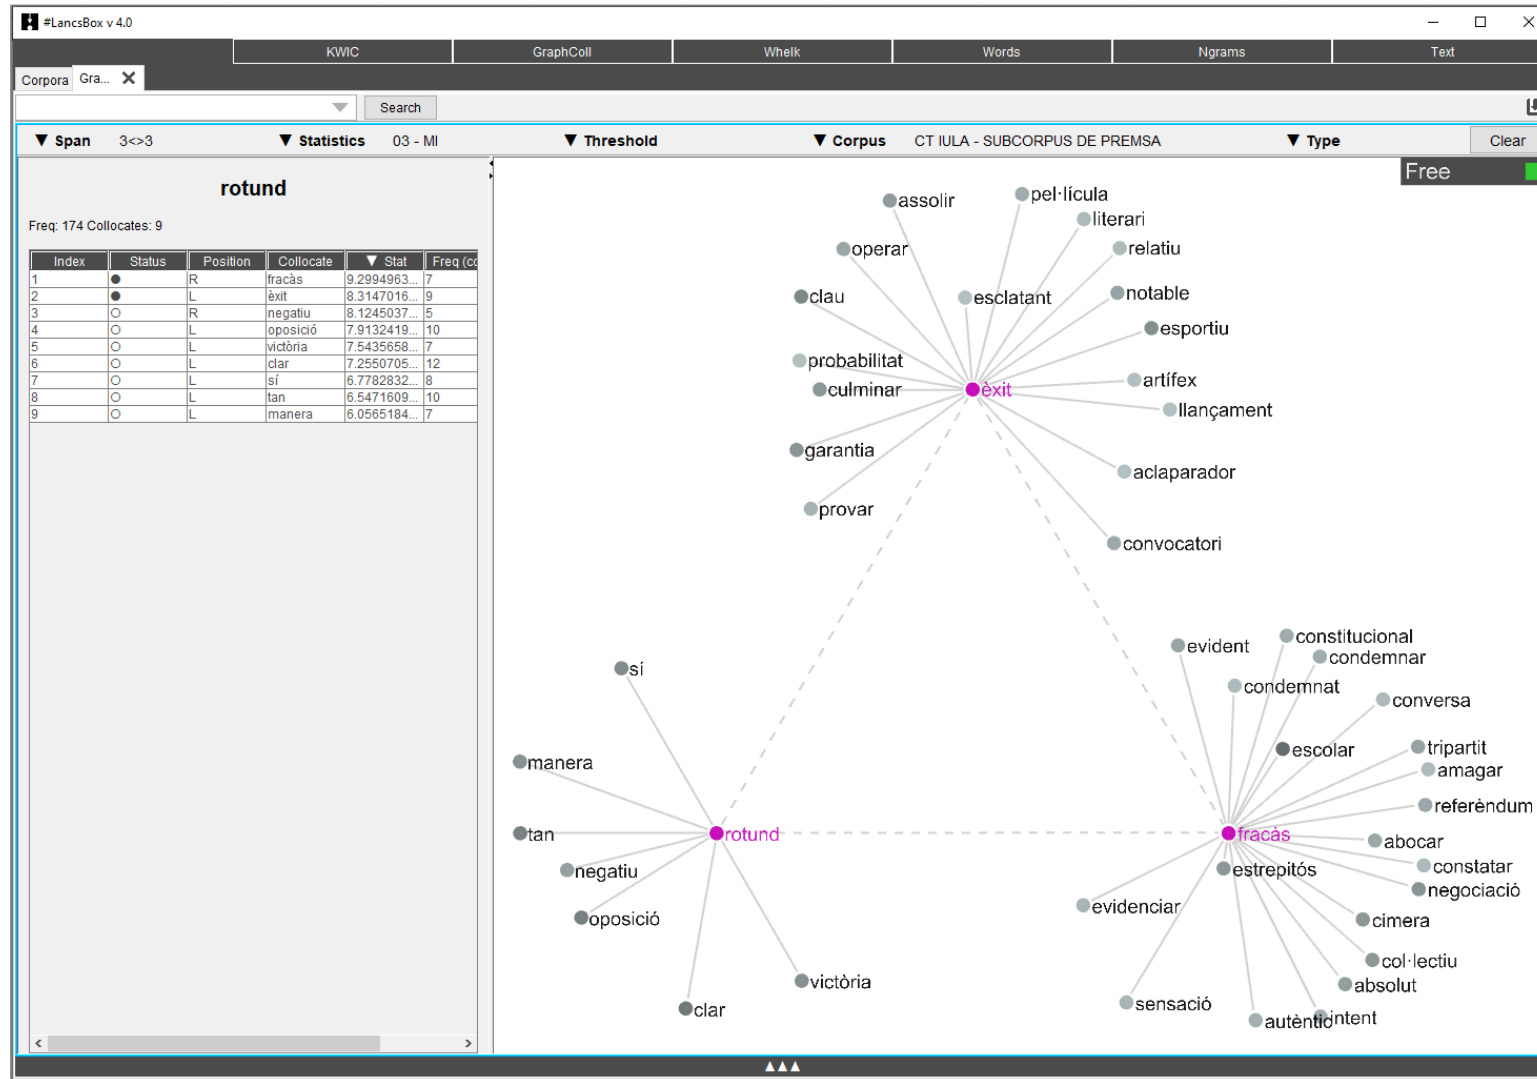 #LancsBox v 4.0
KWIC GraphColl Whelk Words Ngrams Text
Corpora Gra...
Search
▼ Span 3<>3 ▼ Statistics 03 - MI ▼ Threshold ▼ Corpus CT IULA - SUBCORPUS DE PREMSA ▼ Type Clear
Free
rotund
Freq: 174 Collocates: 9
Index Status Position Collocate ▼ Stat Freq (co
1 ● R fracàs 9.2994963... 7
2 ● L èxit 8.3147016... 9
3 ○ R negatiu 8.1245037... 5
4 ○ L oposició 7.9132419... 10
5 ○ L victòria 7.5435658... 7
6 ○ L clar 7.2550705... 12
7 ○ L sí 6.7782832... 8
8 ○ L tan 6.5471609... 10
9 ○ L manera 6.0565184... 7
assolir
pel·lícula
literari
operar
relatiu
clau
esclatant
notable
esportiu
probabilitat
culminar
èxit
artífex
llançament
garantia
aclaparador
provar
convocatori
sí
manera
tan
rotund
negatiu
oposició
victòria
clar
evident
constitucional
condemnar
condemnat
conversa
escolar
tripartit
amagar
referèndum
fracàs
abocar
estrepitós
constatar
negociació
evidenciar
cimera
col·lectiu
absolut
sensació
autèntic
intent